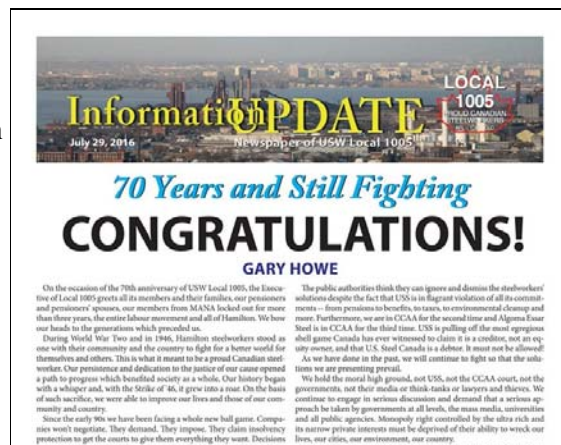 Information UPDATE
LOCAL
1005
PROUD CANADIAN
STEELWORKERS
July 29, 2016
Newspaper of USW Local 1005
70 Years and Still Fighting
CONGRATULATIONS!
GARY HOWE
On the occasion of the 70th anniversary of USW Local 1005, the Execu-
tive of Local 1005 greets all its members and their families, our pensioners
and pensioners' spouses, our members from MANA locked out for more
than three years, the entire labour movement and all of Hamilton. We bow
our heads to the generations which preceded us.
During World War Two and in 1946, Hamilton steelworkers stood as
one with their community and the country to fight for a better world for
themselves and others. This is what it meant to be a proud Canadian steel-
worker. Our persistence and dedication to the justice of our cause opened
a path to progress which benefited society as a whole. Our history began
with a whisper and, with the Strike of '46, it grew into a roar. On the basis
of such sacrifice, we were able to improve our lives and those of our com-
munity and country.
Since the early 90s we have been facing a whole new ball game. Compa-
nies won't negotiate. They demand. They impose. They claim insolvency
protection to get the courts to give them everything they want. Decisions
The public authorities think they can ignore and dismiss the steelworkers'
solutions despite the fact that USS is in flagrant violation of all its commit-
ments -- from pensions to benefits, to taxes, to environmental cleanup and
more. Furthermore, we are in CCAA for the second time and Algoma Essar
Steel is in CCAA for the third time. USS is pulling off the most egregious
shell game Canada has ever witnessed to claim it is a creditor, not an eq-
uity owner, and that U.S. Steel Canada is a debtor. It must not be allowed!
As we have done in the past, we will continue to fight so that the solu-
tions we are presenting prevail.
We hold the moral high ground, not USS, not the CCAA court, not the
governments, not their media or think-tanks or lawyers and thieves. We
continue to engage in serious discussion and demand that a serious ap-
proach be taken by governments at all levels, the mass media, universities
and all public agencies. Monopoly right controlled by the ultra rich and
its narrow private interests must be deprived of their ability to wreck our
lives, our cities, our environment, our country.